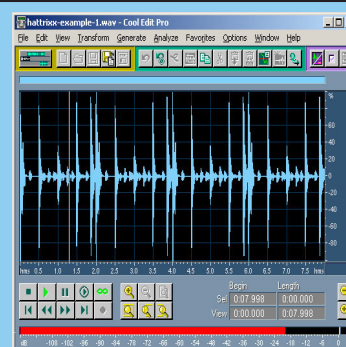 hattrixx-example-1.wav - Cool Edit Pro
File Edit View Transform Generate Analyze Favorites Options Window Help
%
60
40
20
0
-20
-40
-60
-80
hms 0.5 1.0 1.5 2.0 2.5 3.0 3.5 4.0 4.5 5.0 5.5 6.0 6.5 7.0 7.5 hms
Begin Length
Sel 0:07.998 0:00.000
View 0:00.000 0:07.998
dB -108 -102 -96 -90 -84 -78 -72 -66 -60 -54 -48 -42 -36 -30 -24 -18 -12 -6 0